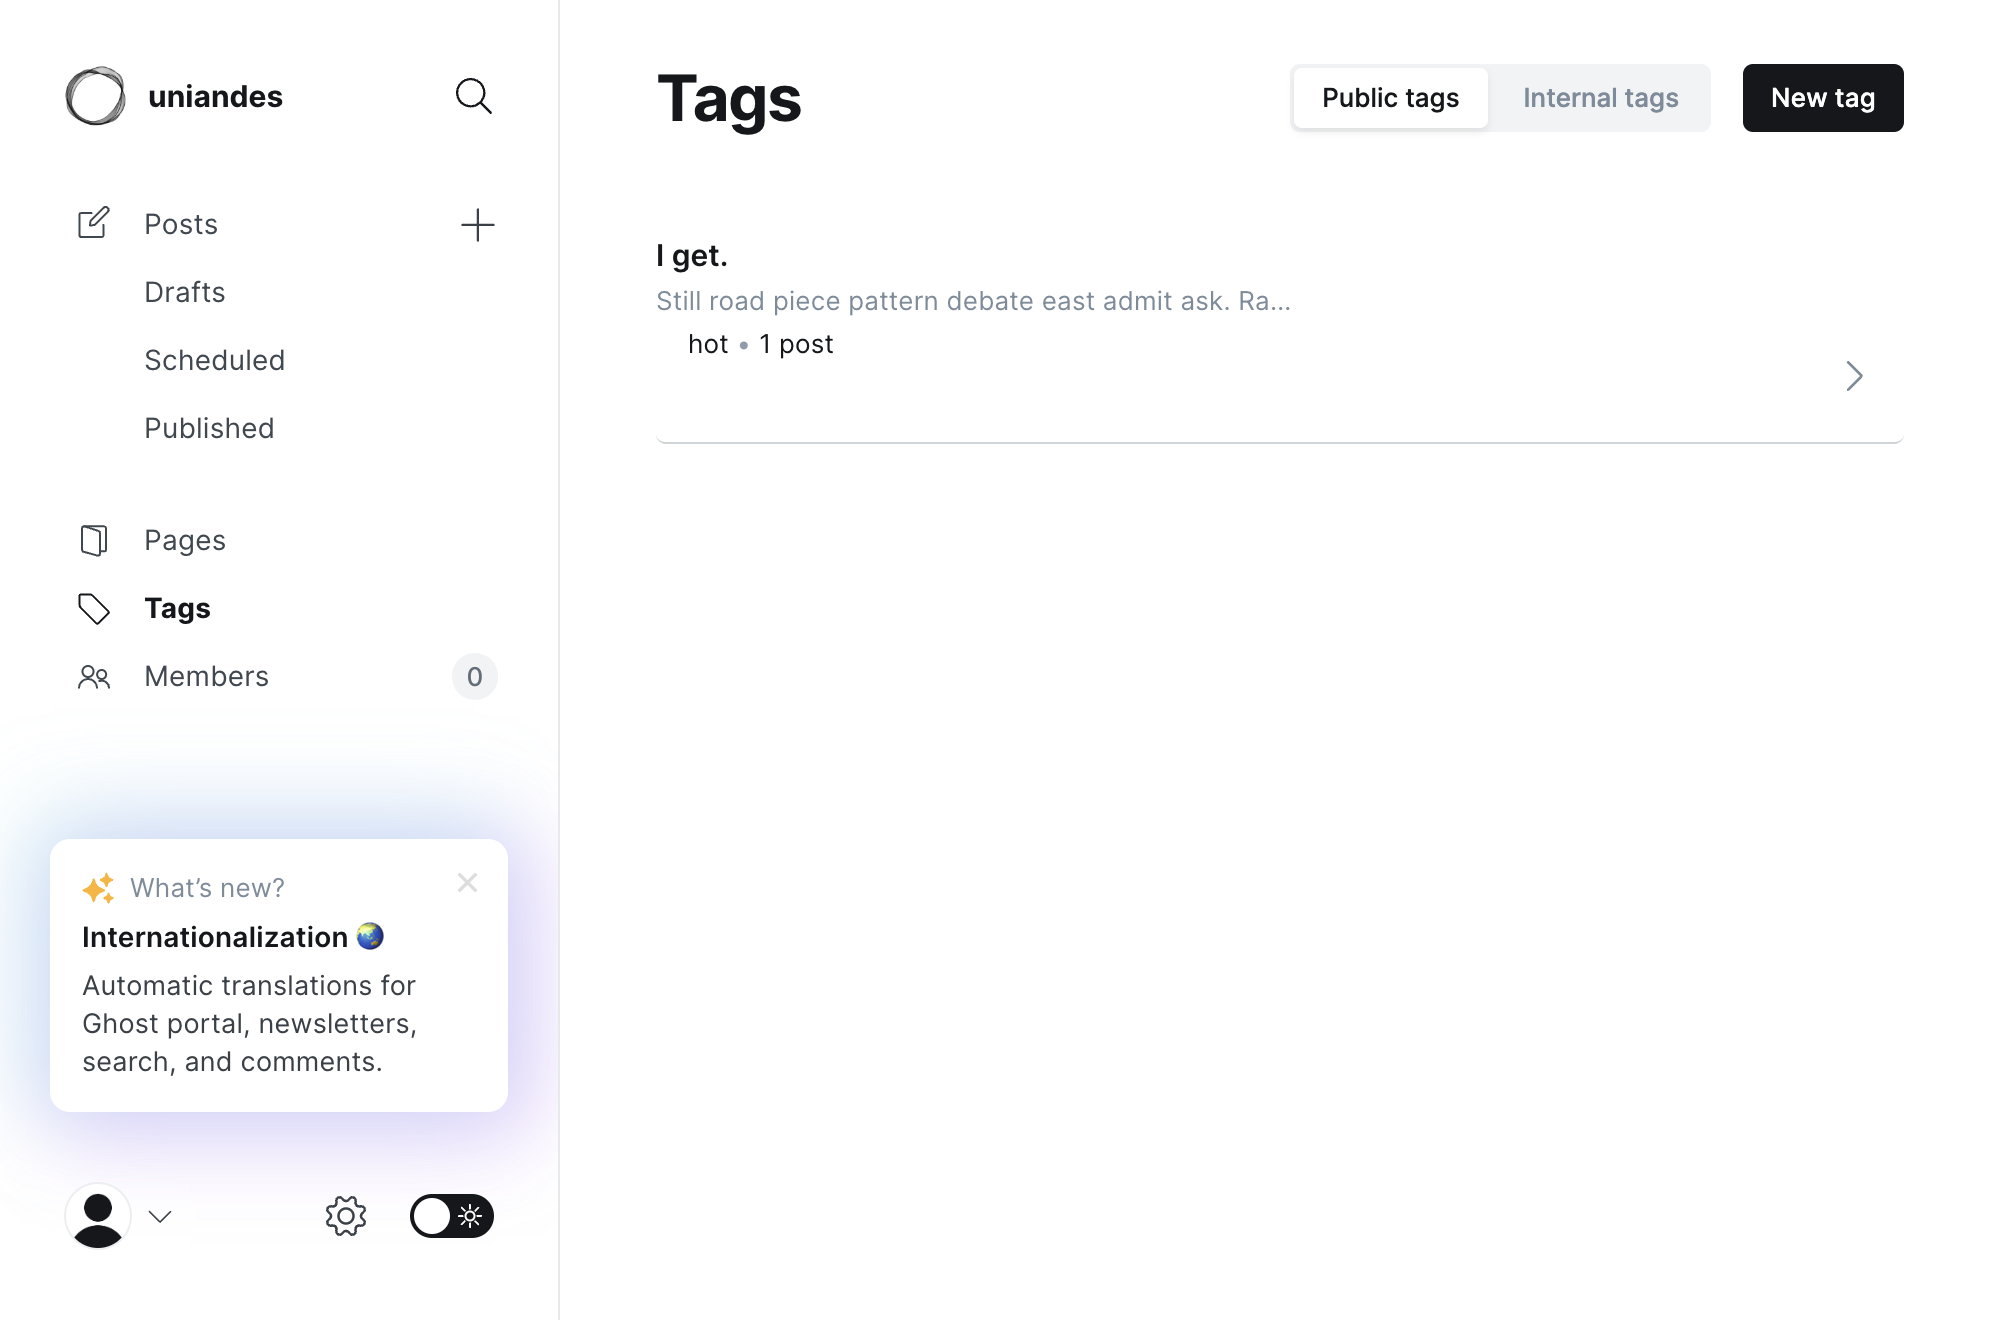 uniandes
Posts
Drafts
Scheduled
Published
Pages
Tags
Members 0
What’s new?
Internationalization
Automatic translations for
Ghost portal, newsletters,
search, and comments.
Tags
Public tags Internal tags New tag
I get.
Still road piece pattern debate east admit ask. Ra...
hot • 1 post